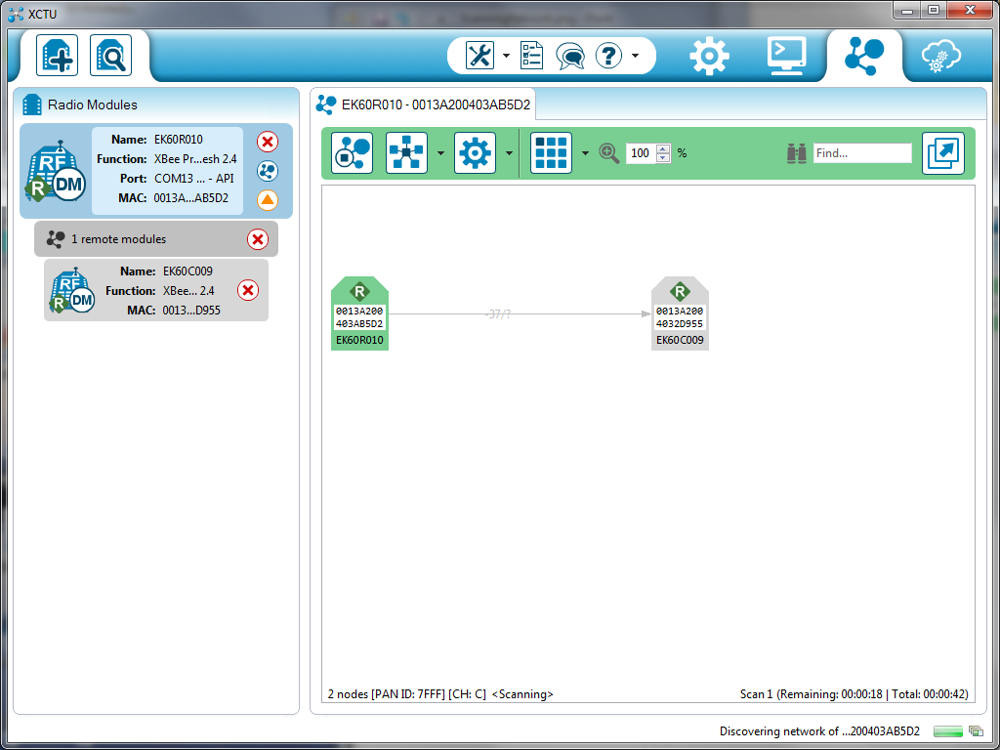 XCTU
?
Radio Modules
EK60R010 - 0013A200403AB5D2
Name: EK60R010
Function: XBee Pr...esh 2.4
Port: COM13 ... - API
MAC: 0013A...AB5D2
RF
R
DM
100 %
Find...
1 remote modules
Name: EK60C009
Function: XBee... 2.4
MAC: 0013...D955
RF
R
DM
R
0013A200
403AB5D2
EK60R010
-37/?
R
0013A200
4032D955
EK60C009
2 nodes [PAN ID: 7FFF] [CH: C] <Scanning>
Scan 1 (Remaining: 00:00:18 | Total: 00:00:42)
Discovering network of ...200403AB5D2